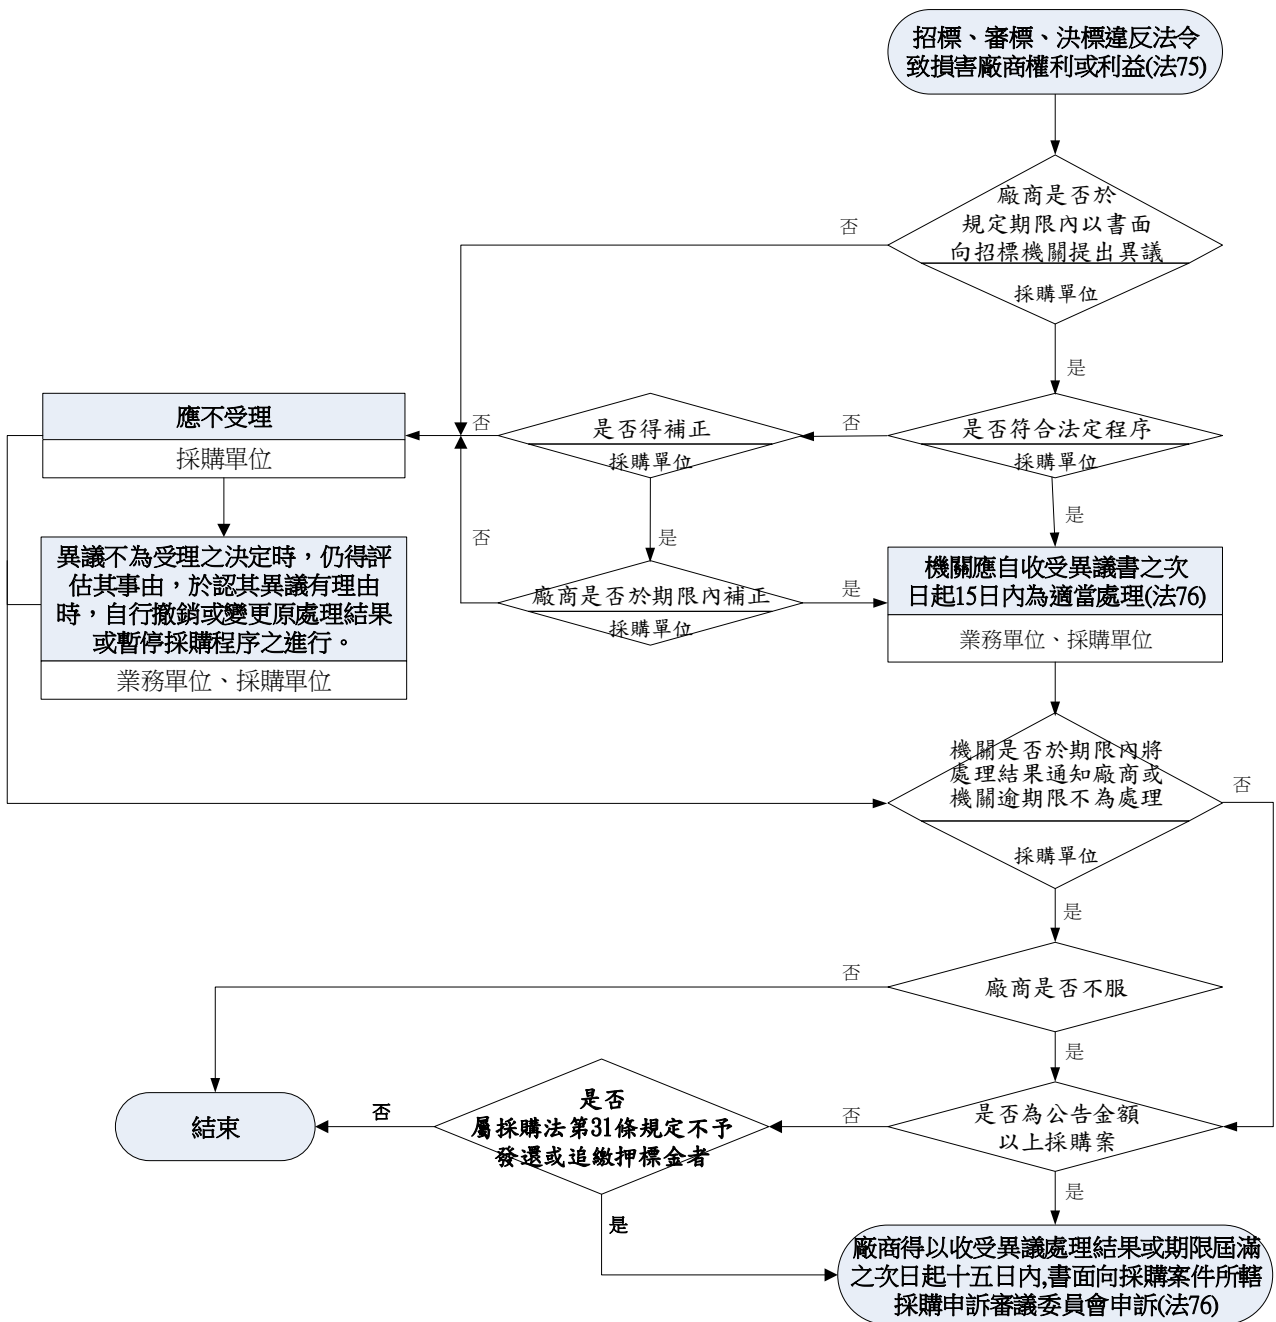 招標、審標、決標違反法令
致損害廠商權利或利益(法75)
廠商是否於
規定期限內以書面
向招標機關提出異議
採購單位
否
是
是否符合法定程序
採購單位
否
是
是否得補正
採購單位
否
是
應不受理
採購單位
異議不為受理之決定時，仍得評
估其事由，於認其異議有理由
時，自行撤銷或變更原處理結果
或暫停採購程序之進行。
業務單位、採購單位
廠商是否於期限內補正
採購單位
否
是
機關應自收受異議書之次
日起15日內為適當處理(法76)
業務單位、採購單位
機關是否於期限內將
處理結果通知廠商或
機關逾期限不為處理
採購單位
否
是
廠商是否不服
否
是
是否為公告金額
以上採購案
否
是
是否
屬採購法第31條規定不予
發還或追繳押標金者
否
是
結束
廠商得以收受異議處理結果或期限屆滿
之次日起十五日內,書面向採購案件所轄
採購申訴審議委員會申訴(法76)